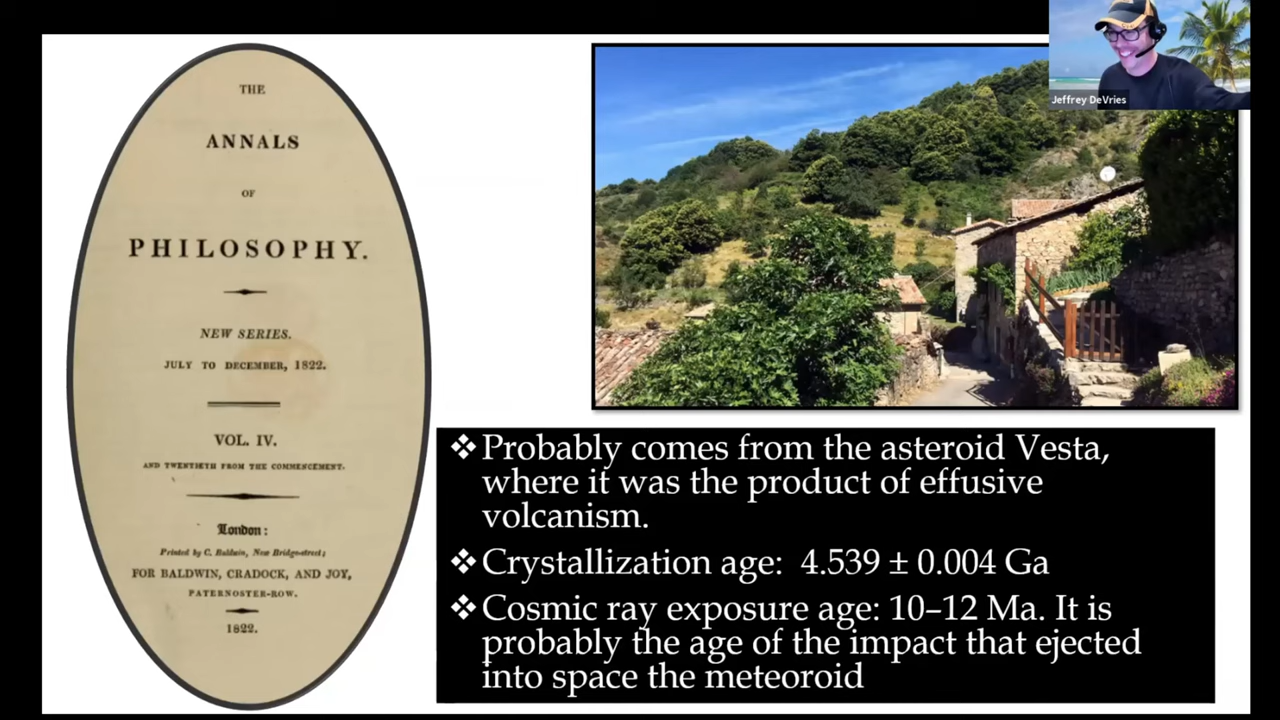 THE
ANNALS
OF
PHILOSOPHY.
NEW SERIES.
JULY TO DECEMBER, 1822.
VOL. IV.
AND TWENTIETH FROM THE COMMENCEMENT.
London:
Printed by C. Baldwin, New Bridge-street;
FOR BALDWIN, CRADOCK, AND JOY,
PATERNOSTER-ROW.
1822.
Jeffrey DeVries
❖Probably comes from the asteroid Vesta,
where it was the product of effusive
volcanism.
❖Crystallization age: 4.539 ± 0.004 Ga
❖Cosmic ray exposure age: 10–12 Ma. It is
probably the age of the impact that ejected
into space the meteoroid